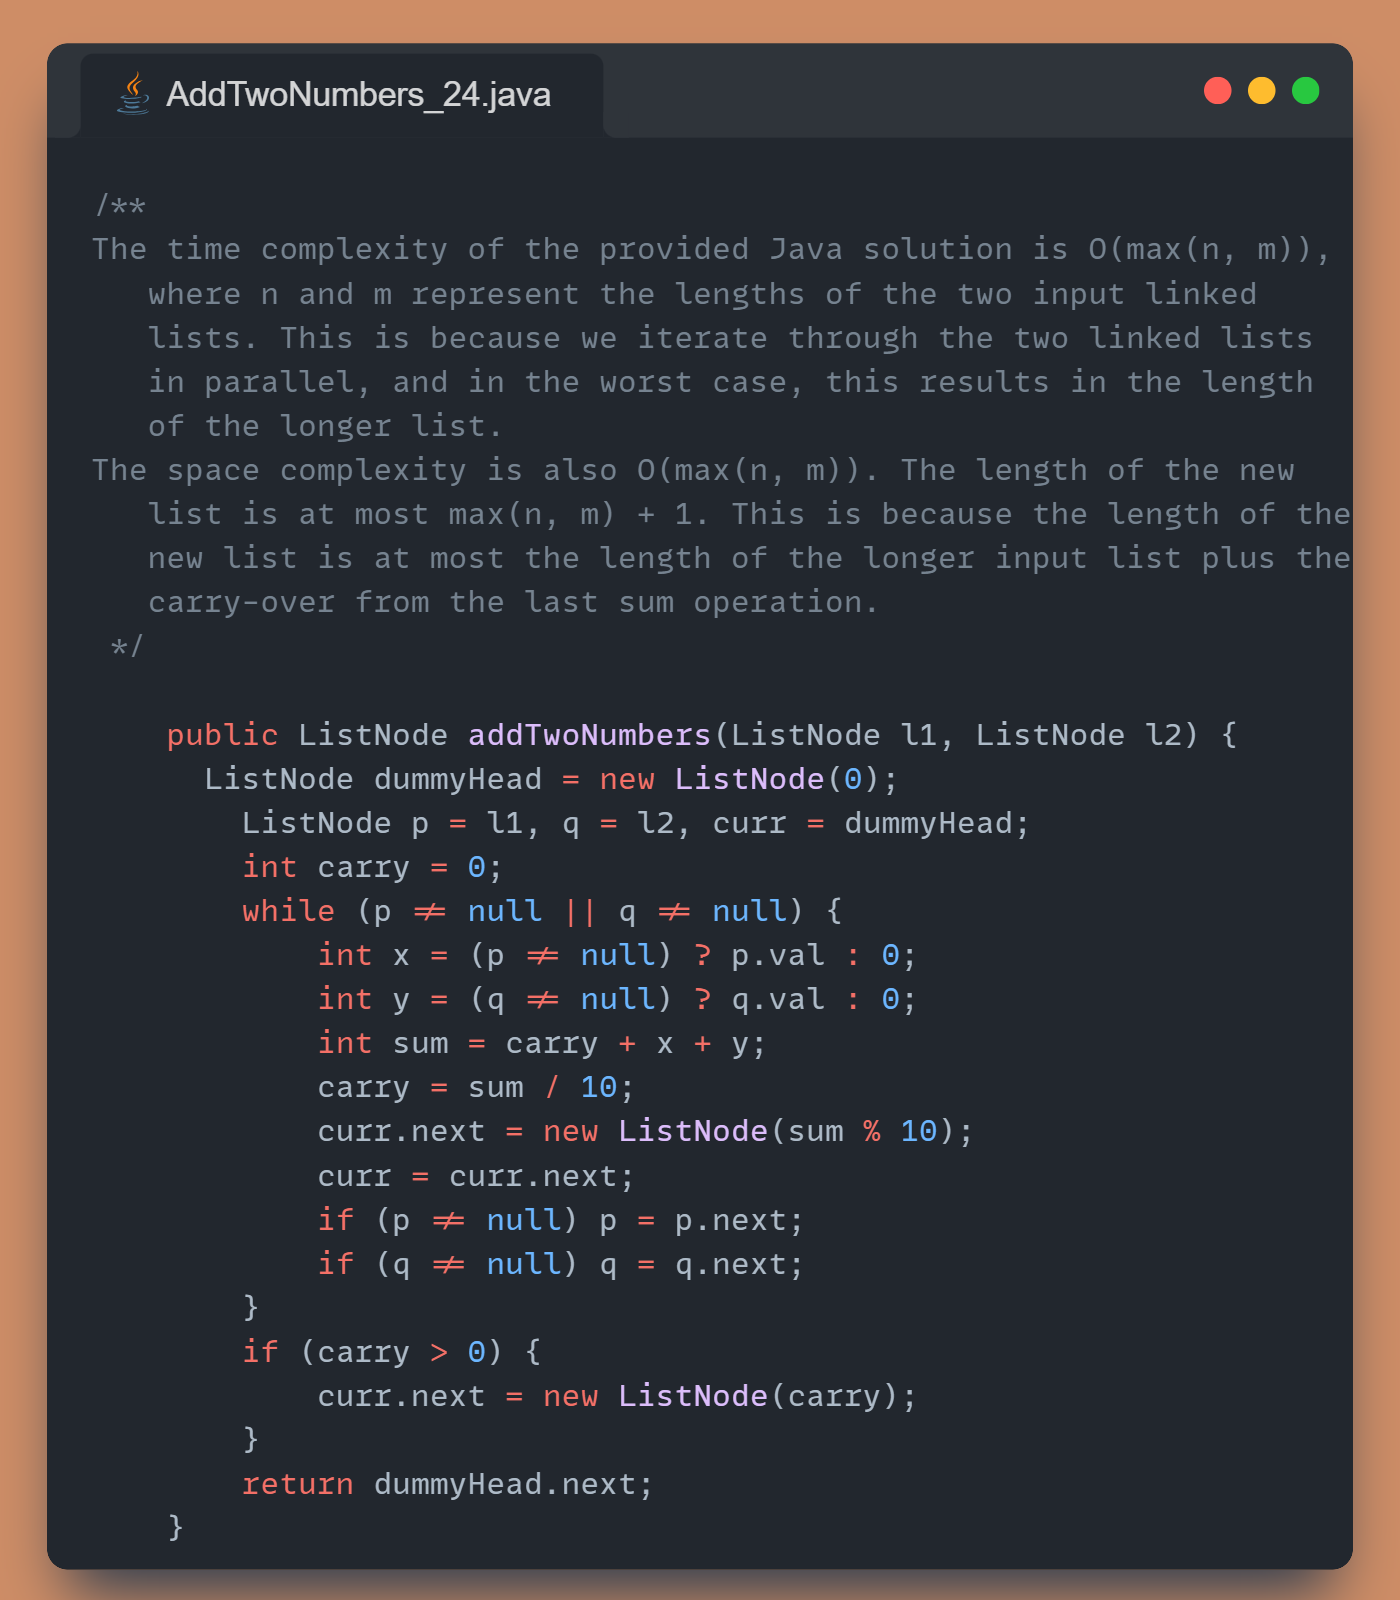 AddTwoNumbers_24.java
/**
The time complexity of the provided Java solution is O(max(n, m)),
   where n and m represent the lengths of the two input linked
   lists. This is because we iterate through the two linked lists
   in parallel, and in the worst case, this results in the length
   of the longer list.
The space complexity is also O(max(n, m)). The length of the new
   list is at most max(n, m) + 1. This is because the length of the
   new list is at most the length of the longer input list plus the
   carry-over from the last sum operation.
 */
    public ListNode addTwoNumbers(ListNode l1, ListNode l2) {
      ListNode dummyHead = new ListNode(0);
        ListNode p = l1, q = l2, curr = dummyHead;
        int carry = 0;
        while (p != null || q != null) {
            int x = (p != null) ? p.val : 0;
            int y = (q != null) ? q.val : 0;
            int sum = carry + x + y;
            carry = sum / 10;
            curr.next = new ListNode(sum % 10);
            curr = curr.next;
            if (p != null) p = p.next;
            if (q != null) q = q.next;
        }
        if (carry > 0) {
            curr.next = new ListNode(carry);
        }
        return dummyHead.next;
    }